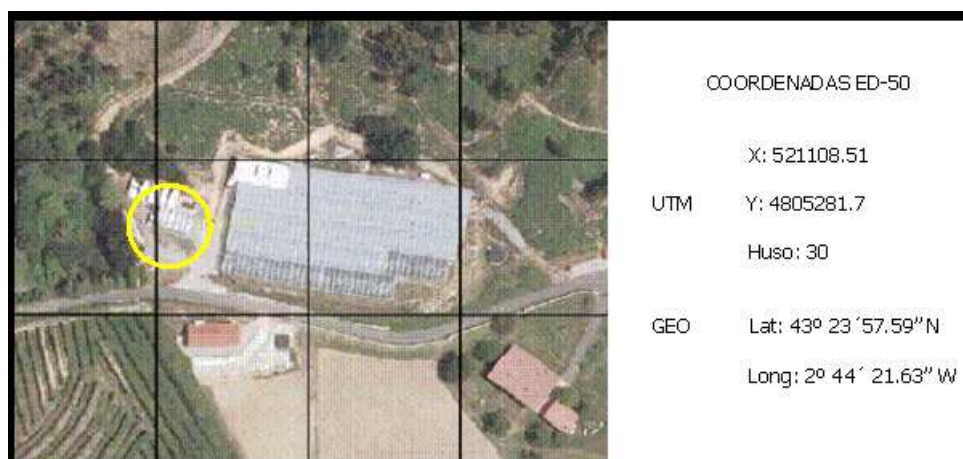 COORDENADAS ED-50
X: 521108.51
UTM Y: 4805281.7
Huso: 30
GEO Lat: 43º 23´57.59”N
Long: 2º 44´ 21.63” W